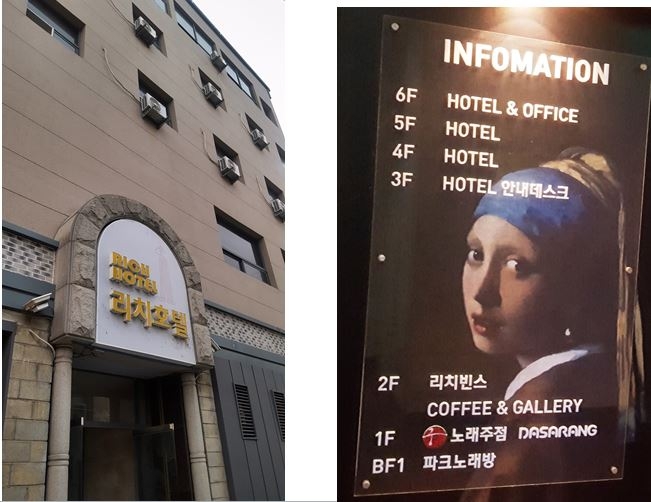 RICH
HOTEL
리치호텔
INFOMATION
6F HOTEL & OFFICE
5F HOTEL
4F HOTEL
3F HOTEL 안내데스크
2F 리치빈스
COFFEE & GALLERY
1F 노래주점 DASARANG
BF1 파크노래방